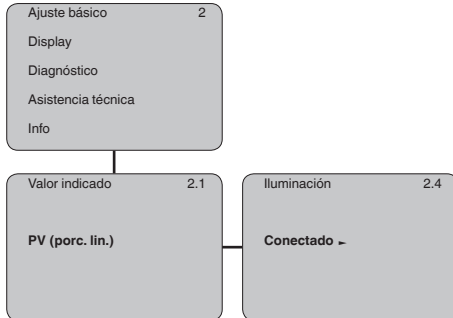 Ajuste básico 2
Display
Diagnóstico
Asistencia técnica
Info
Valor indicado 2.1
PV (porc. lin.)
Iluminación 2.4
Conectado ►